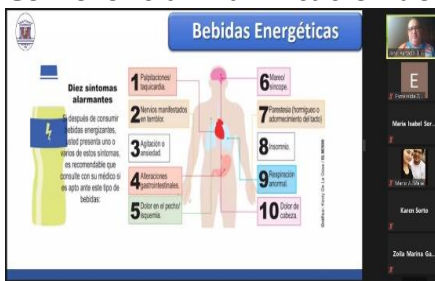 Bebidas Energéticas
Diez síntomas
alarmantes
Si después de consumir
bebidas energizantes,
usted presenta uno o
varios de estos síntomas,
es recomendable que
consulte con su médico si
es apto ante este tipo de
bebidas:
1 Palpitaciones/
taquicardia.
2 Nervios manifestados
en temblor.
3 Agitación o
ansiedad.
4 Alteraciones
gastrointestinales.
5 Dolor en el pecho/
isquemia.
6 Mareo/
síncope.
7 Parestesia (hormigueo o
adormecimiento del tacto)
8 Insomnio.
9 Respiración
anormal.
10 Dolor de
cabeza.
E
Maria Isabel Sor...
Karen Sorto
Zoila Marina Ga...